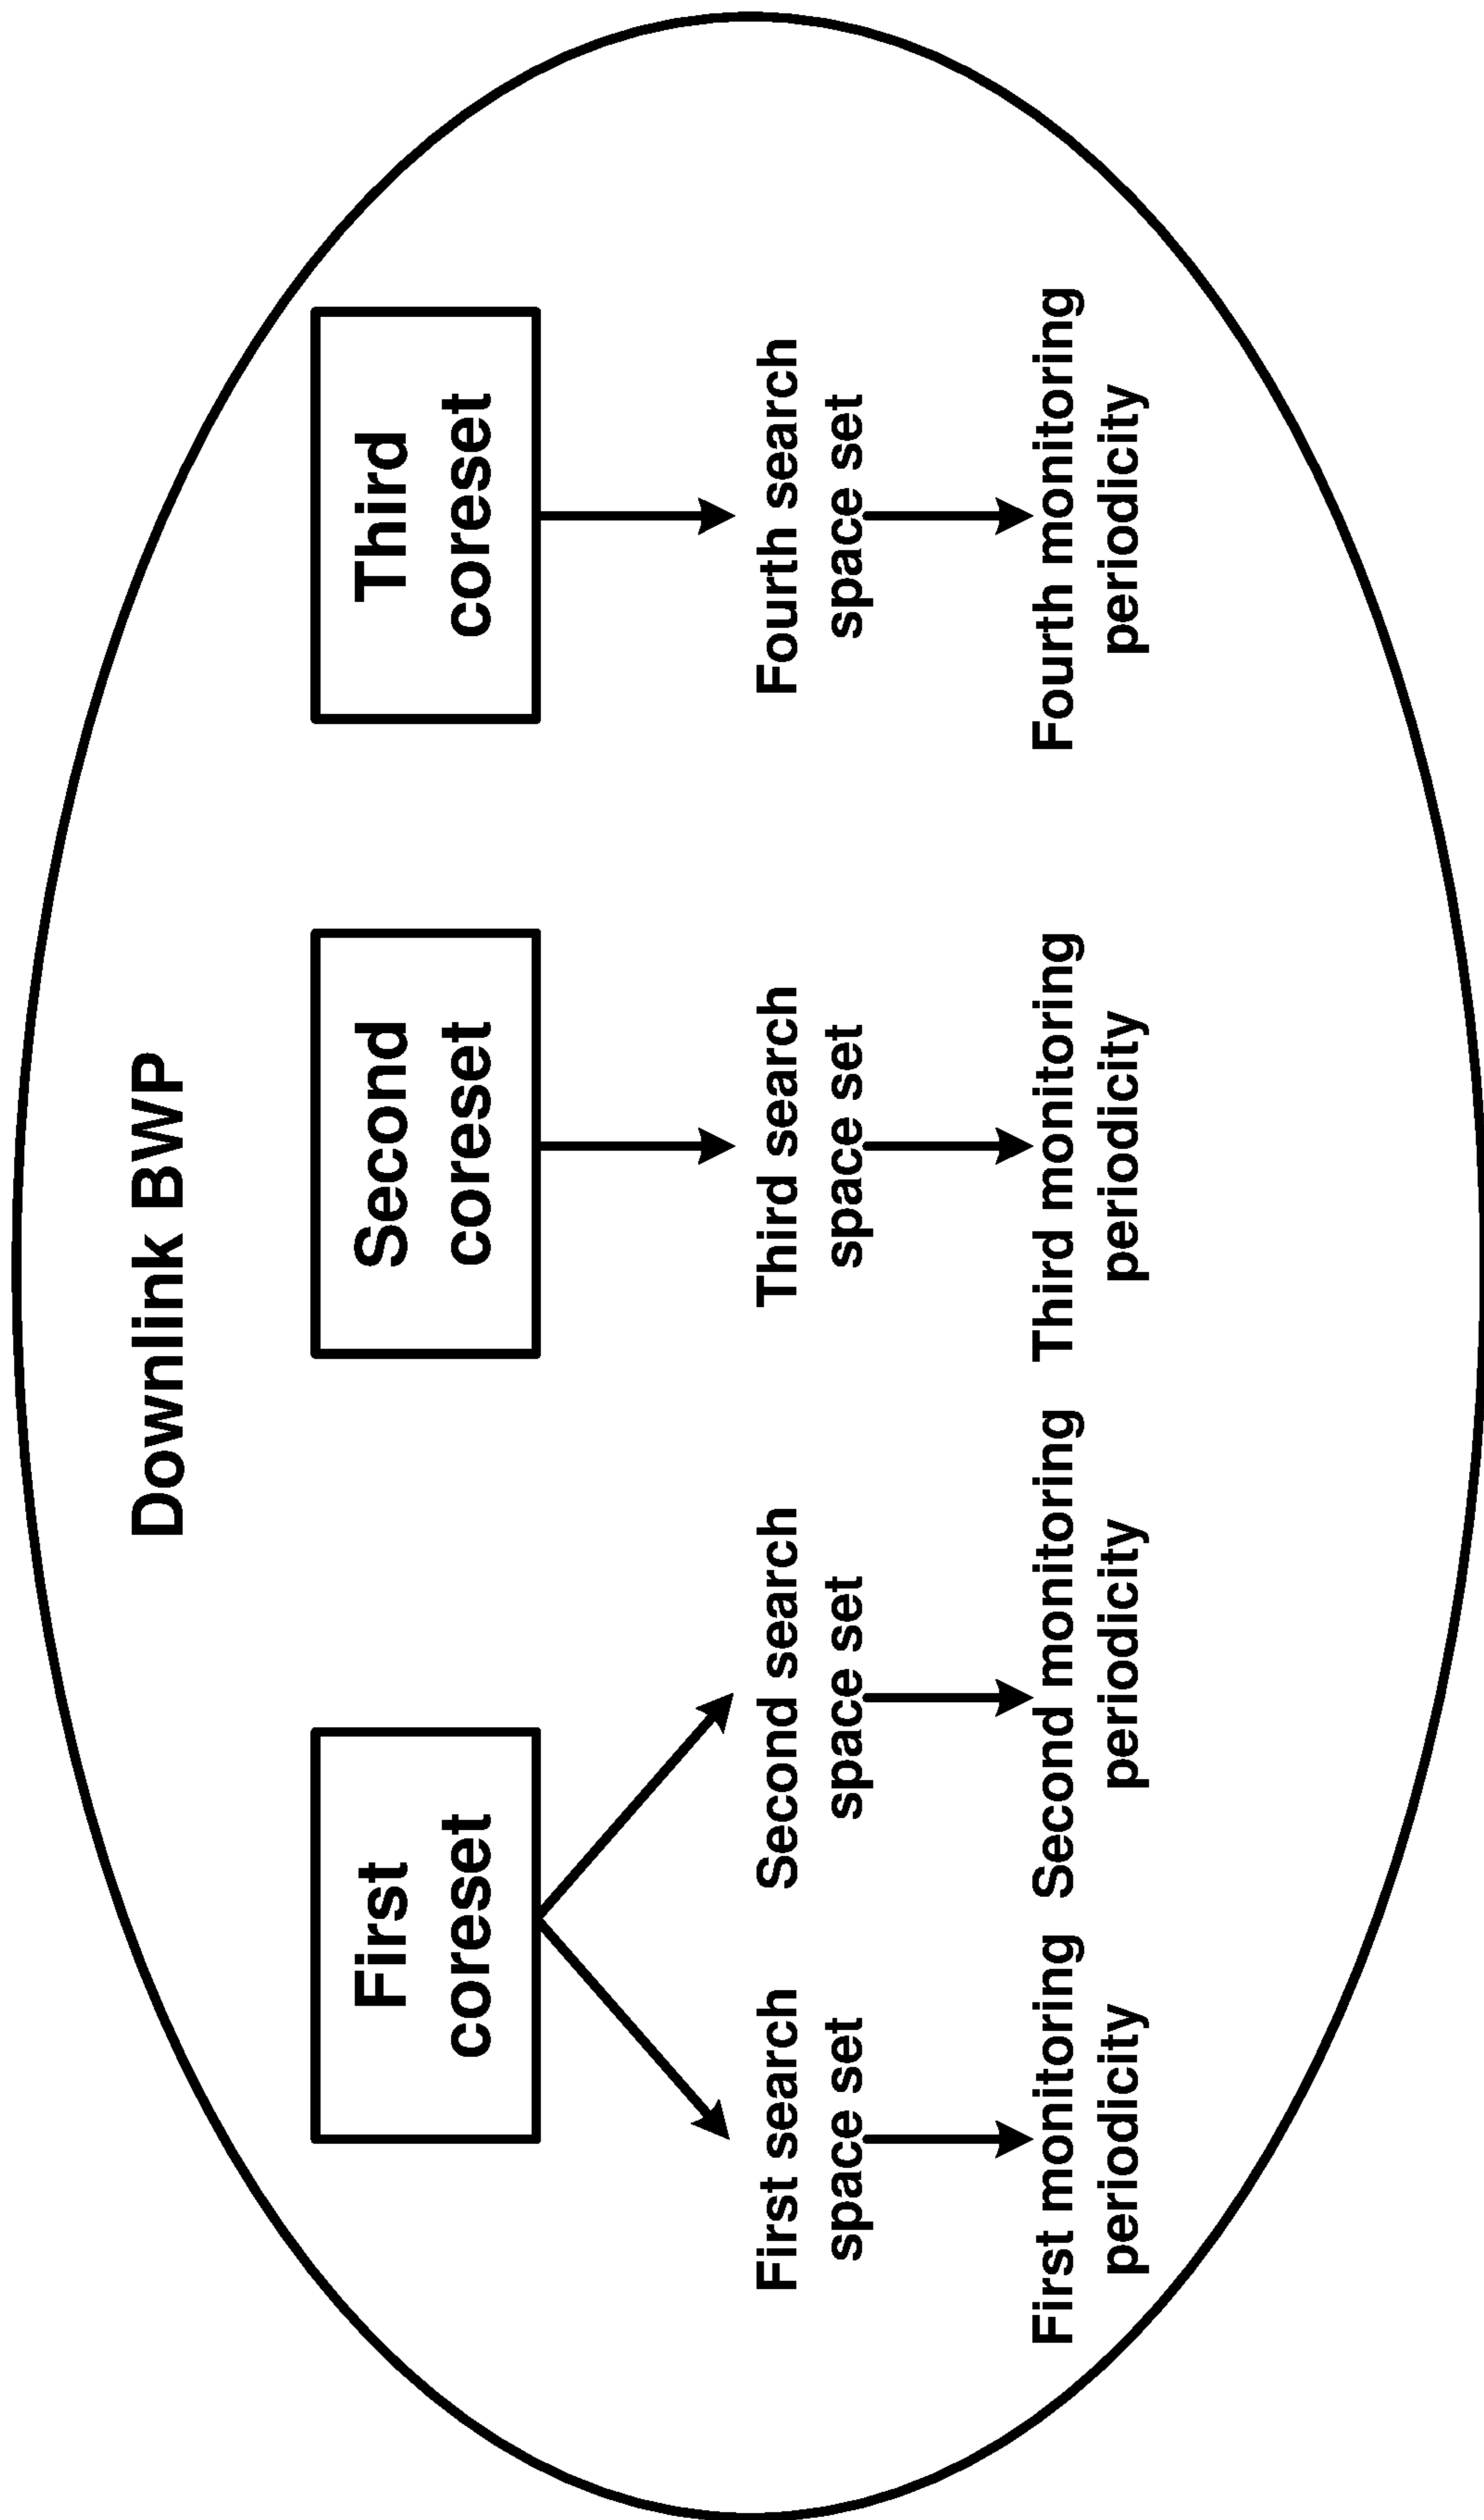 Downlink BWP
First
coreset
Second
coreset
Third
coreset
First search
space set
Second search
space set
Third search
space set
Fourth search
space set
First monitoring
periodicity
Second monitoring
periodicity
Third monitoring
periodicity
Fourth monitoring
periodicity